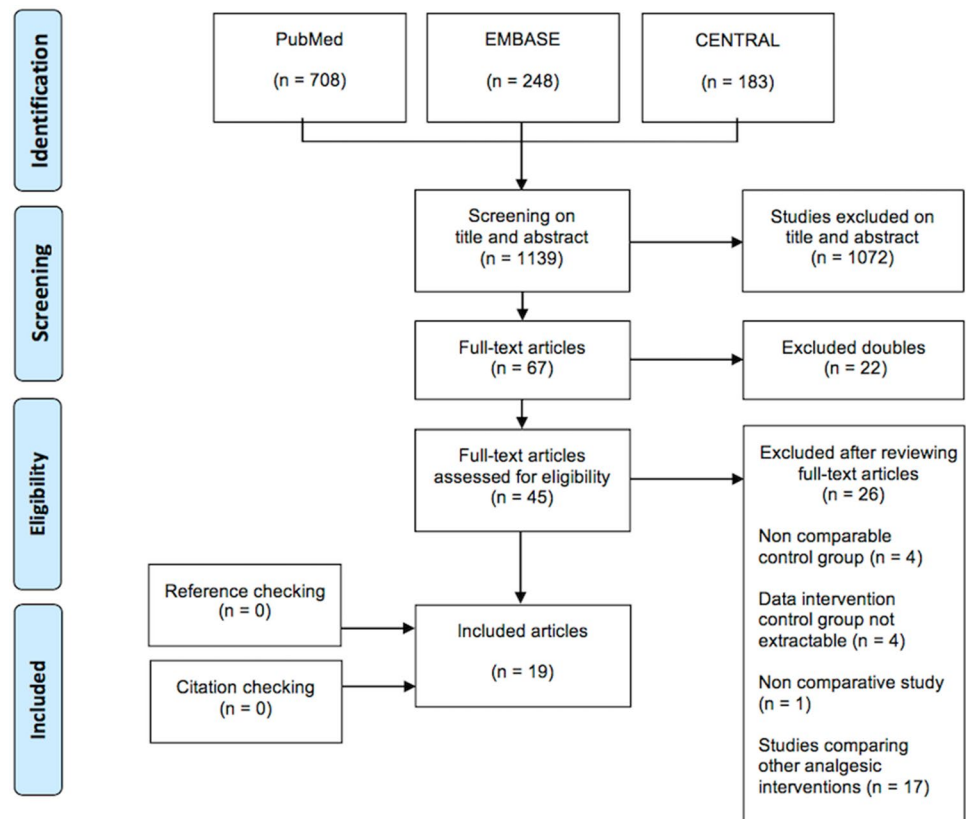 Identification
PubMed
(n = 708)
EMBASE
(n = 248)
CENTRAL
(n = 183)
Screening
Screening on
title and abstract
(n = 1139)
Studies excluded on
title and abstract
(n = 1072)
Full-text articles
(n = 67)
Excluded doubles
(n = 22)
Eligibility
Full-text articles
assessed for eligibility
(n = 45)
Excluded after reviewing
full-text articles
(n = 26)
Non comparable
control group (n = 4)
Data intervention
control group not
extractable (n = 4)
Non comparative study
(n = 1)
Studies comparing
other analgesic
interventions (n = 17)
Included
Reference checking
(n = 0)
Citation checking
(n = 0)
Included articles
(n = 19)